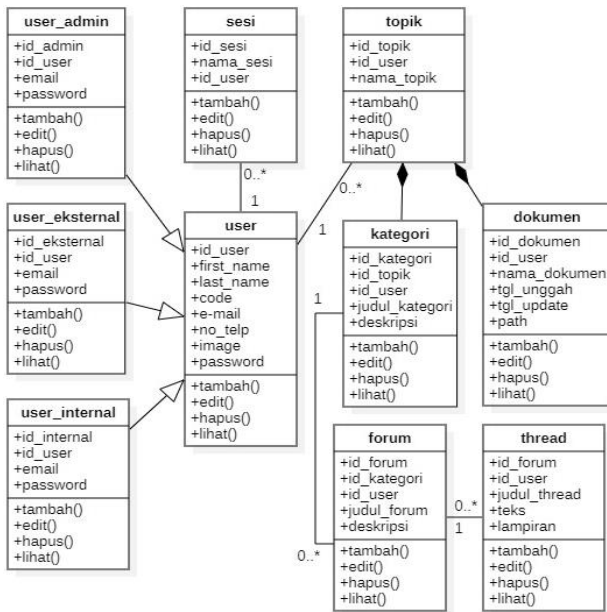 user_admin
+id_admin
+id_user
+email
+password
+tambah()
+edit()
+hapus()
+lihat()
sesi
+id_sesi
+nama_sesi
+id_user
+tambah()
+edit()
+hapus()
+lihat()
topik
+id_topik
+id_user
+nama_topik
+tambah()
+edit()
+hapus()
+lihat()
0..*
1
0..*
1
user_eksternal
+id_eksternal
+id_user
+email
+password
+tambah()
+edit()
+hapus()
+lihat()
user
+id_user
+first_name
+last_name
+code
+e-mail
+no_telp
+image
+password
+tambah()
+edit()
+hapus()
+lihat()
kategori
+id_kategori
+id_topik
+id_user
+judul_kategori
+deskripsi
+tambah()
+edit()
+hapus()
+lihat()
dokumen
+id_dokumen
+id_user
+nama_dokumen
+tgl_unggah
+tgl_update
+path
+tambah()
+edit()
+hapus()
+lihat()
1
0..*
user_internal
+id_internal
+id_user
+email
+password
+tambah()
+edit()
+hapus()
+lihat()
forum
+id_forum
+id_kategori
+id_user
+judul_forum
+deskripsi
+tambah()
+edit()
+hapus()
+lihat()
0..*
1
thread
+id_forum
+id_user
+judul_thread
+teks
+lampiran
+tambah()
+edit()
+hapus()
+lihat()